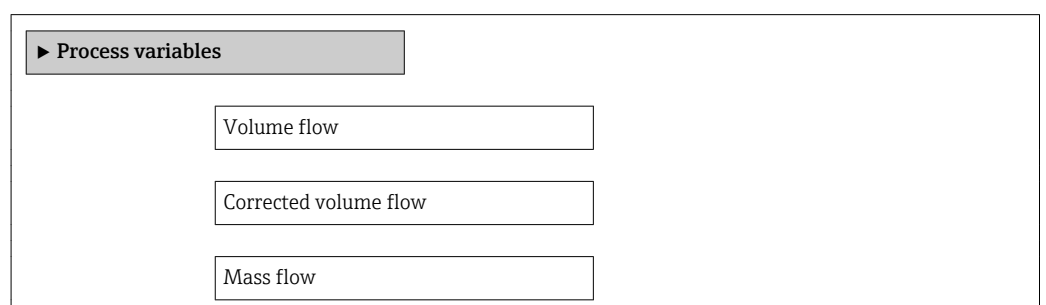 ▶ Process variables
Volume flow
Corrected volume flow
Mass flow